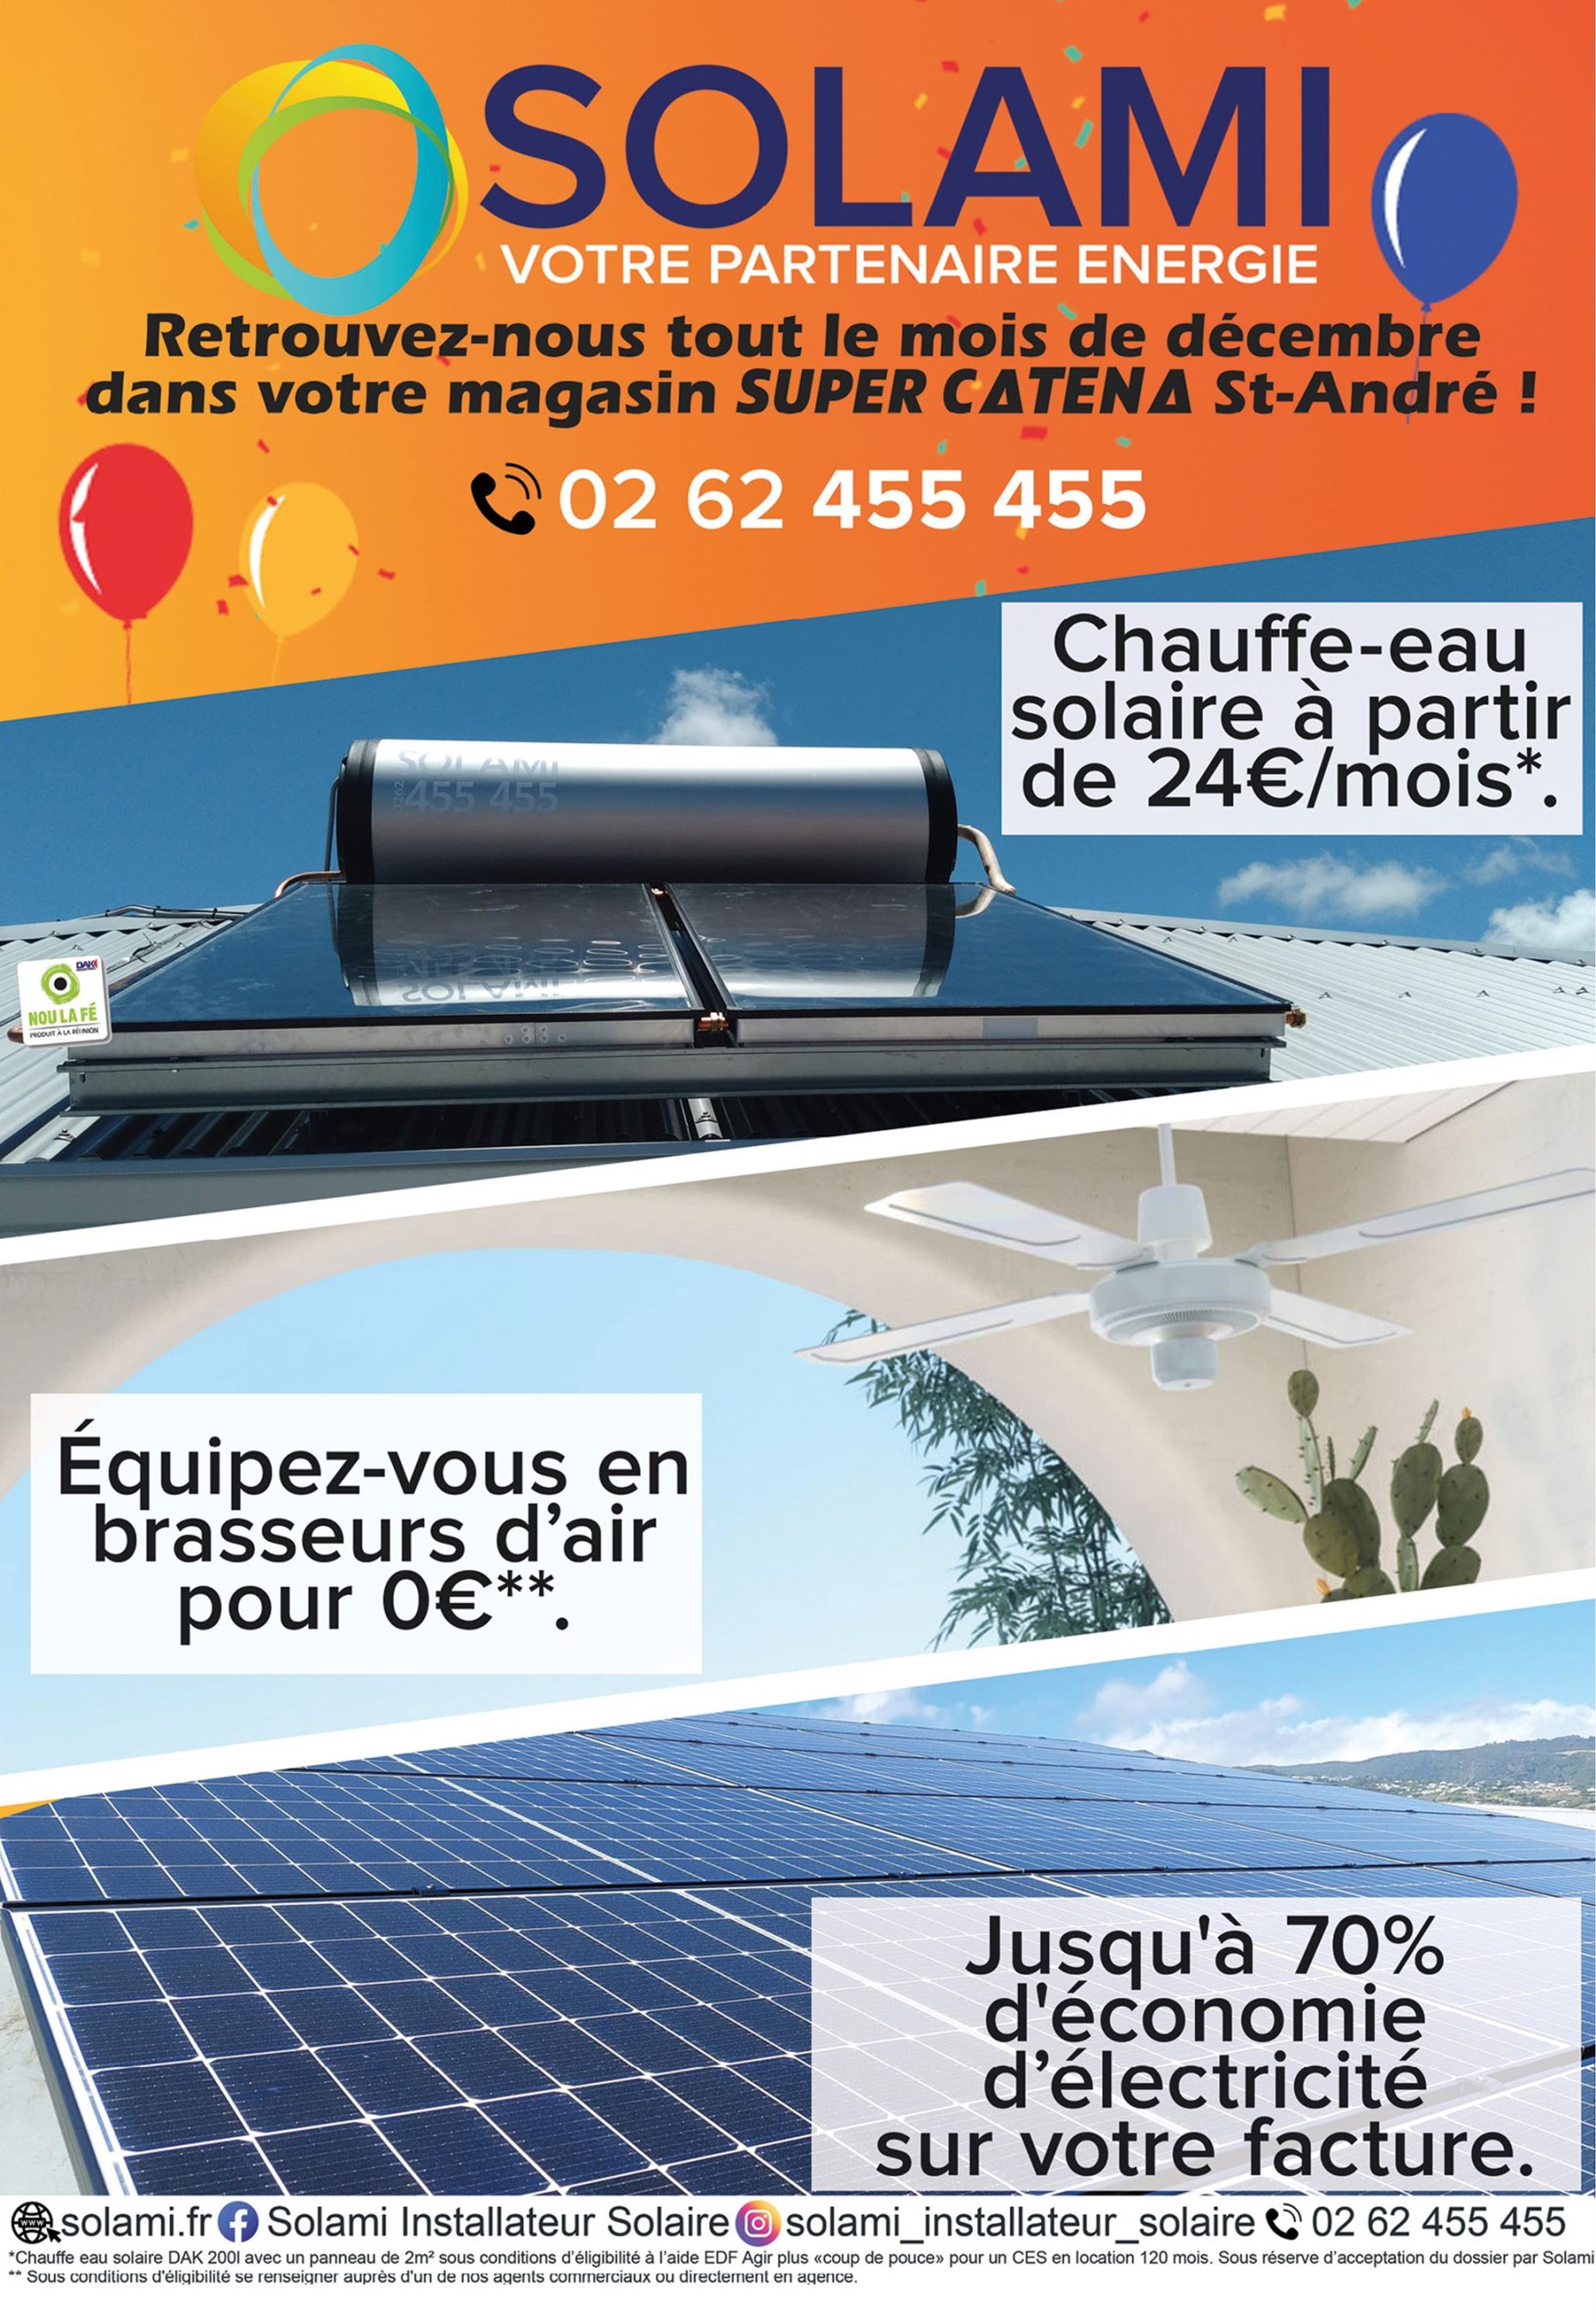 SOLAMI
VOTRE PARTENAIRE ENERGIE
Retrouvez-nous tout le mois de décembre
dans votre magasin SUPER CATENA St-André !
02 62 455 455
Chauffe-eau
solaire à partir
de 24€/mois*.
SOLAMI
0262 455 455
DAK
NOU LA FÉ
PRODUIT À LA RÉUNION
Équipez-vous en
brasseurs d’air
pour 0€**.
Jusqu'à 70%
d'économie
d’électricité
sur votre facture.
www solami.fr Solami Installateur Solaire solami_installateur_solaire 02 62 455 455
*Chauffe eau solaire DAK 200l avec un panneau de 2m² sous conditions d’éligibilité à l’aide EDF Agir plus «coup de pouce» pour un CES en location 120 mois. Sous réserve d’acceptation du dossier par Solami
** Sous conditions d'éligibilité se renseigner auprès d'un de nos agents commerciaux ou directement en agence.